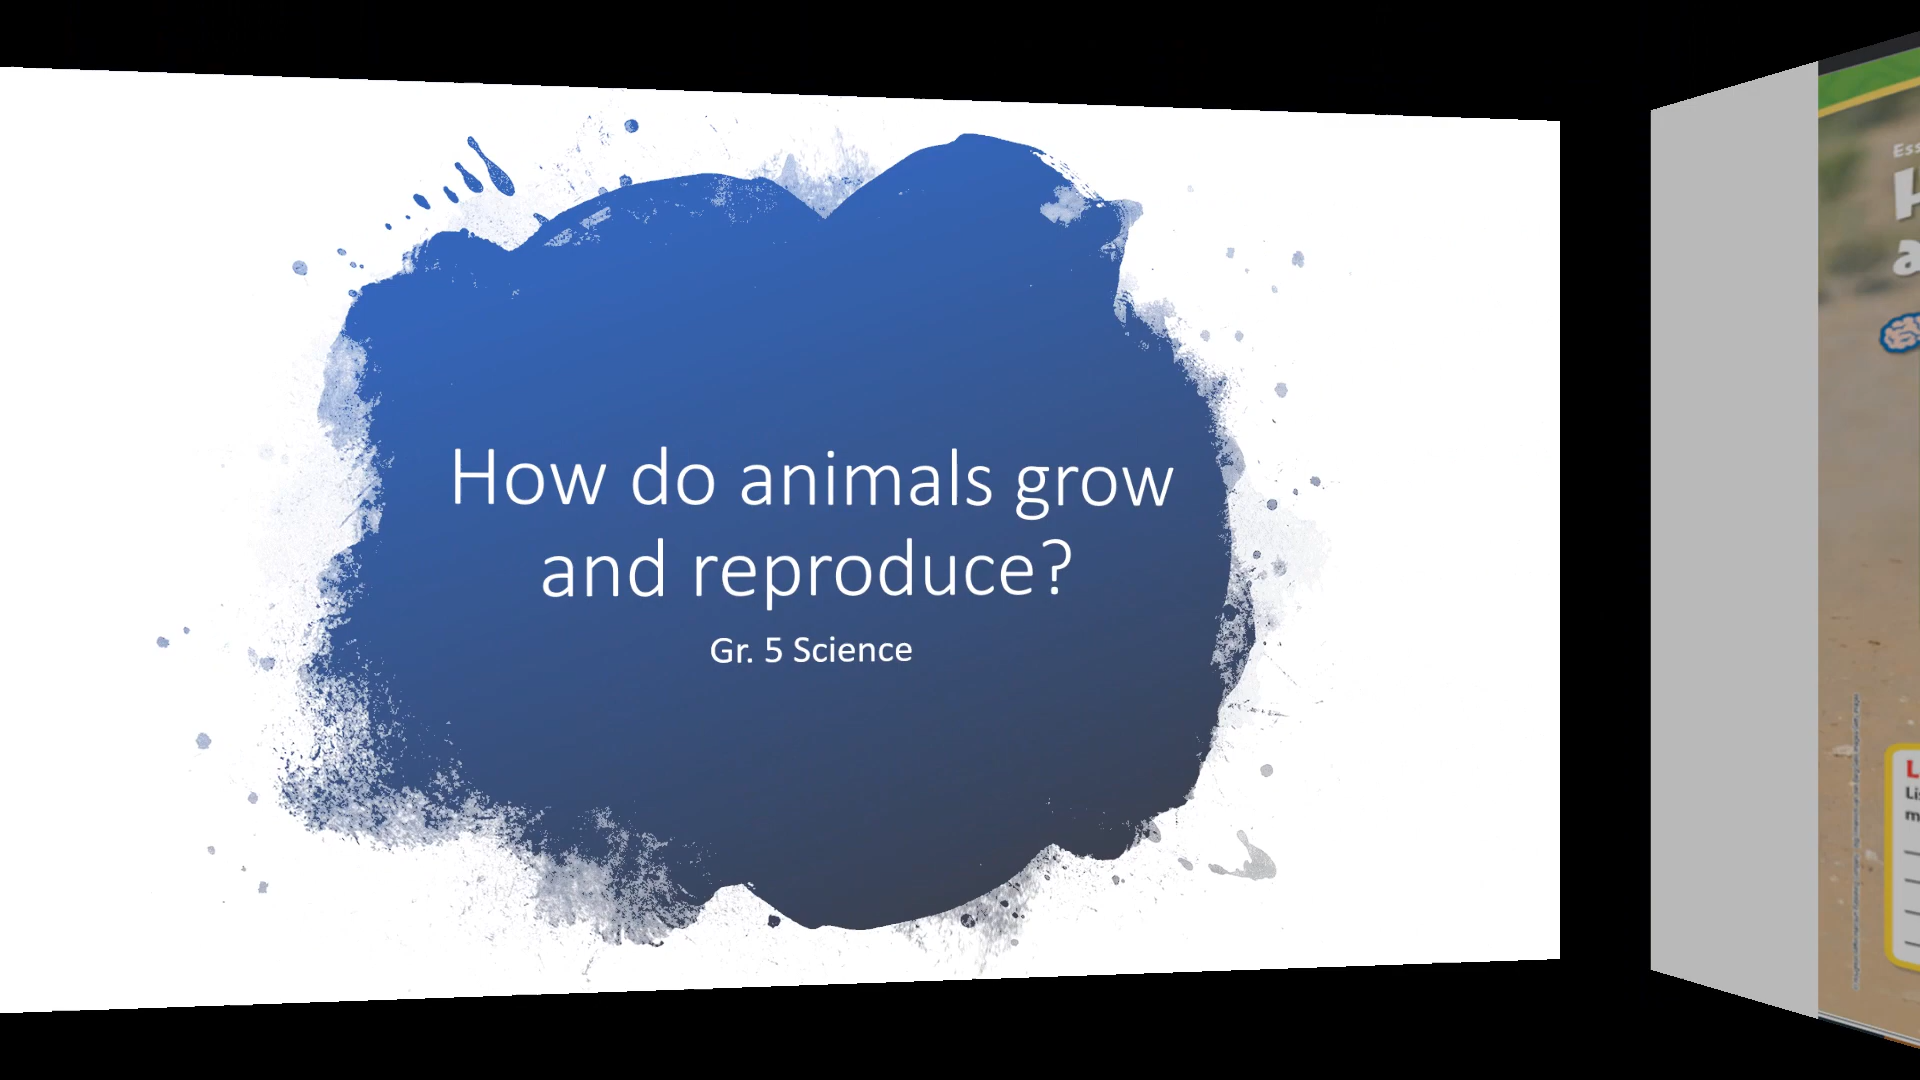 How do animals grow
and reproduce?
Gr. 5 Science